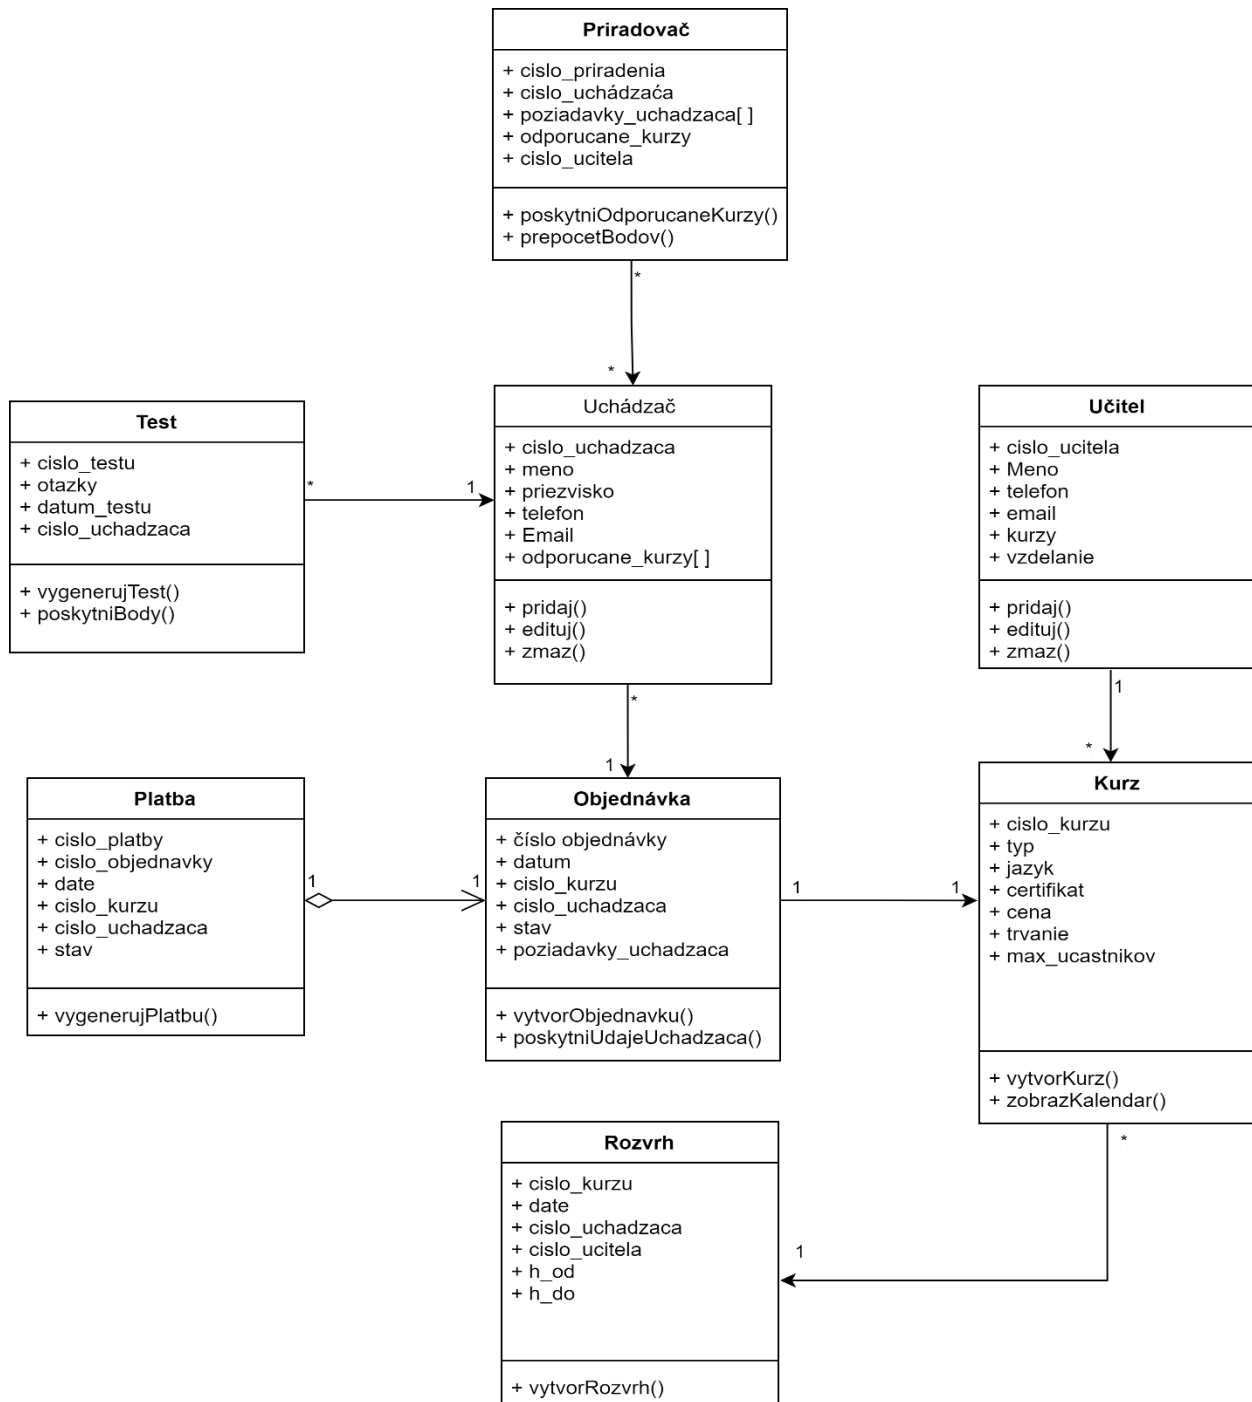 Priradovač
+ cislo_priradenia
+ cislo_uchádzaća
+ poziadavky_uchadzaca[ ]
+ odporucane_kurzy
+ cislo_ucitela
+ poskytniOdporucaneKurzy()
+ prepocetBodov()
*
*
Test
+ cislo_testu
+ otazky
+ datum_testu
+ cislo_uchadzaca
+ vygenerujTest()
+ poskytniBody()
*
1
Uchádzač
+ cislo_uchadzaca
+ meno
+ priezvisko
+ telefon
+ Email
+ odporucane_kurzy[ ]
+ pridaj()
+ edituj()
+ zmaz()
Učitel
+ cislo_ucitela
+ Meno
+ telefon
+ email
+ kurzy
+ vzdelanie
+ pridaj()
+ edituj()
+ zmaz()
*
1
1
*
Platba
+ cislo_platby
+ cislo_objednavky
+ date
+ cislo_kurzu
+ cislo_uchadzaca
+ stav
+ vygenerujPlatbu()
1
1
Objednávka
+ číslo objednávky
+ datum
+ cislo_kurzu
+ cislo_uchadzaca
+ stav
+ poziadavky_uchadzaca
+ vytvorObjednavku()
+ poskytniUdajeUchadzaca()
1
1
Kurz
+ cislo_kurzu
+ typ
+ jazyk
+ certifikat
+ cena
+ trvanie
+ max_ucastnikov
+ vytvorKurz()
+ zobrazKalendar()
*
1
Rozvrh
+ cislo_kurzu
+ date
+ cislo_uchadzaca
+ cislo_ucitela
+ h_od
+ h_do
+ vytvorRozvrh()